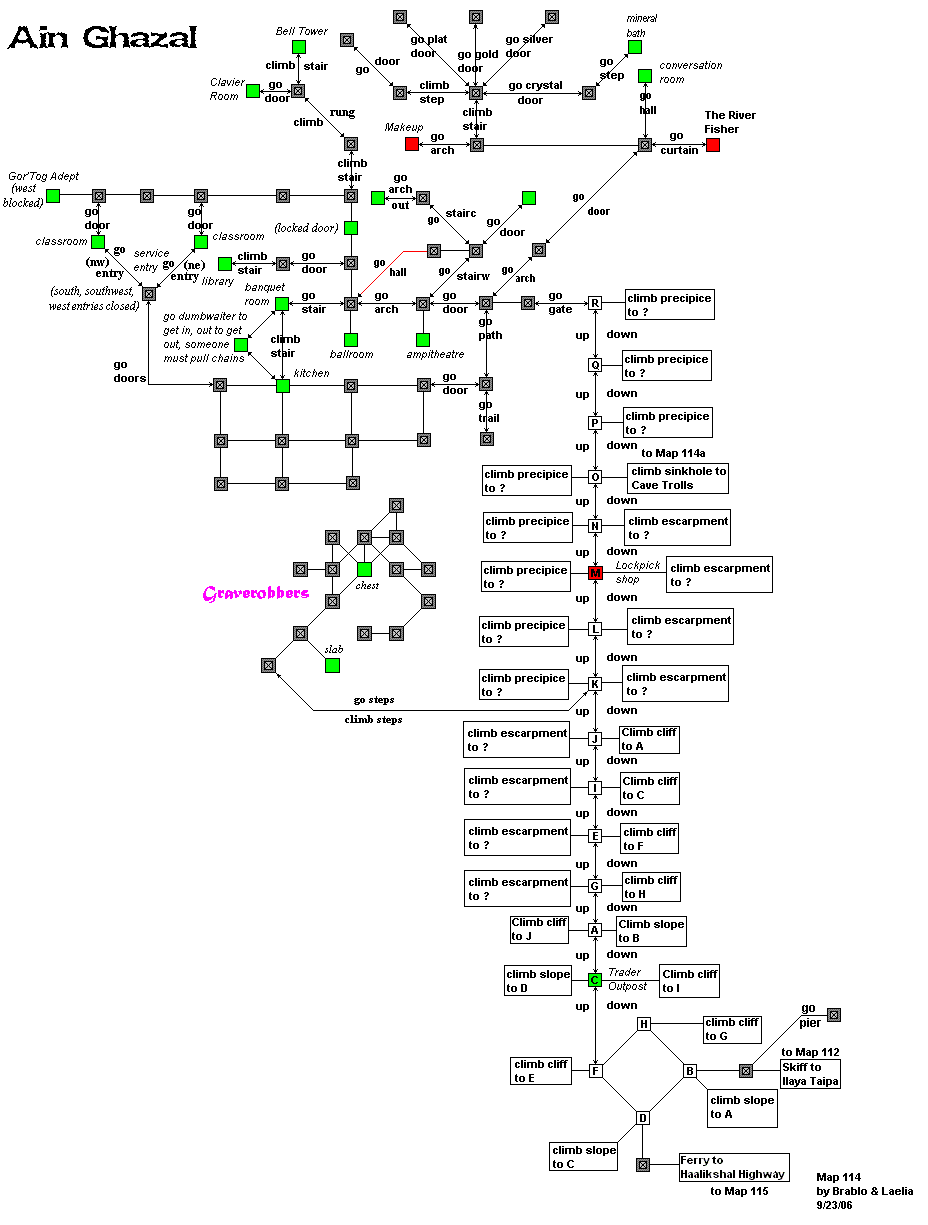 Ain Ghazal
Bell Tower
climb stair
Clavier
Room
go
door
rung
climb
climb
stair
door
go
go plat
door
go gold
door
go silver
door
climb
step
go crystal
door
climb
stair
mineral
bath
go
step
conversation
room
go
hall
Makeup
go
arch
The River
Fisher
go
curtain
go
door
Gor'Tog Adept
(west
blocked)
go
door
go
door
classroom
classroom
go
(nw)
entry
service
entry
go (ne)
entry
(south, southwest,
west entries closed)
go
arch
out
stairc
go
go
door
(locked door)
climb
stair
library
go
door
go
hall
go
stairw
go
arch
banquet
room
go
stair
go
arch
go
door
go
path
go
gate
go dumbwaiter to
get in, out to get
out, someone
must pull chains
climb
stair
ballroom
ampitheatre
go
doors
kitchen
go
door
go
trail
R
climb precipice
to ?
up down
Q
climb precipice
to ?
up down
P
climb precipice
to ?
up down
to Map 114a
climb precipice
to ?
O
climb sinkhole to
Cave Trolls
up down
climb precipice
to ?
N
climb escarpment
to ?
up down
climb precipice
to ?
M
Lockpick
shop
climb escarpment
to ?
up down
climb precipice
to ?
L
climb escarpment
to ?
up down
climb precipice
to ?
K
climb escarpment
to ?
up down
Graverobbers
chest
slab
go steps
climb steps
climb escarpment
to ?
J
Climb cliff
to A
up down
climb escarpment
to ?
I
Climb cliff
to C
up down
climb escarpment
to ?
E
climb cliff
to F
up down
climb escarpment
to ?
G
climb cliff
to H
up down
Climb cliff
to J
A
Climb slope
to B
up down
climb slope
to D
C
Trader
Outpost
Climb cliff
to I
up down
H
climb cliff
to G
go
pier
climb cliff
to E
F
B
to Map 112
Skiff to
Ilaya Taipa
climb slope
to A
D
climb slope
to C
Ferry to
Haalikshal Highway
to Map 115
Map 114
by Brablo & Laelia
9/23/06